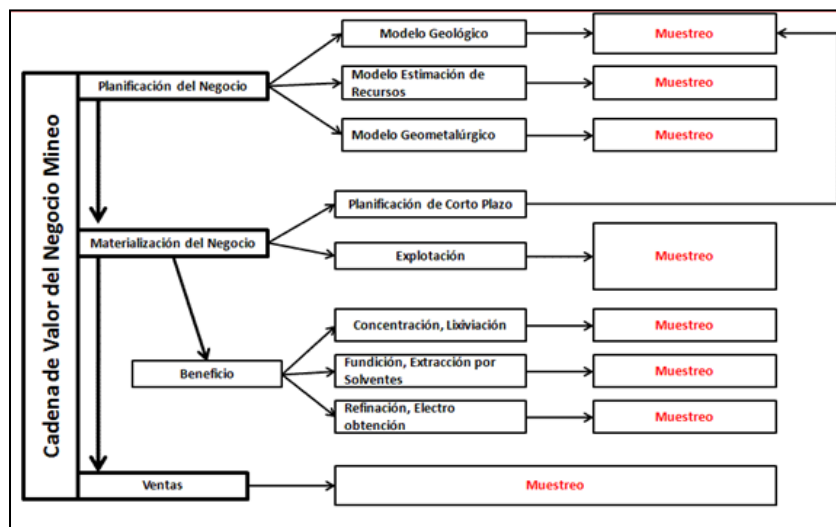 Cadena de Valor del Negocio Mineo
Modelo Geológico
Muestreo
Planificación del Negocio
Modelo Estimación de
Recursos
Muestreo
Modelo Geometalúrgico
Muestreo
Planificación de Corto Plazo
Materialización del Negocio
Explotación
Muestreo
Concentración, Lixiviación
Muestreo
Beneficio
Fundición, Extracción por
Solventes
Muestreo
Refinación, Electro
obtención
Muestreo
Ventas
Muestreo